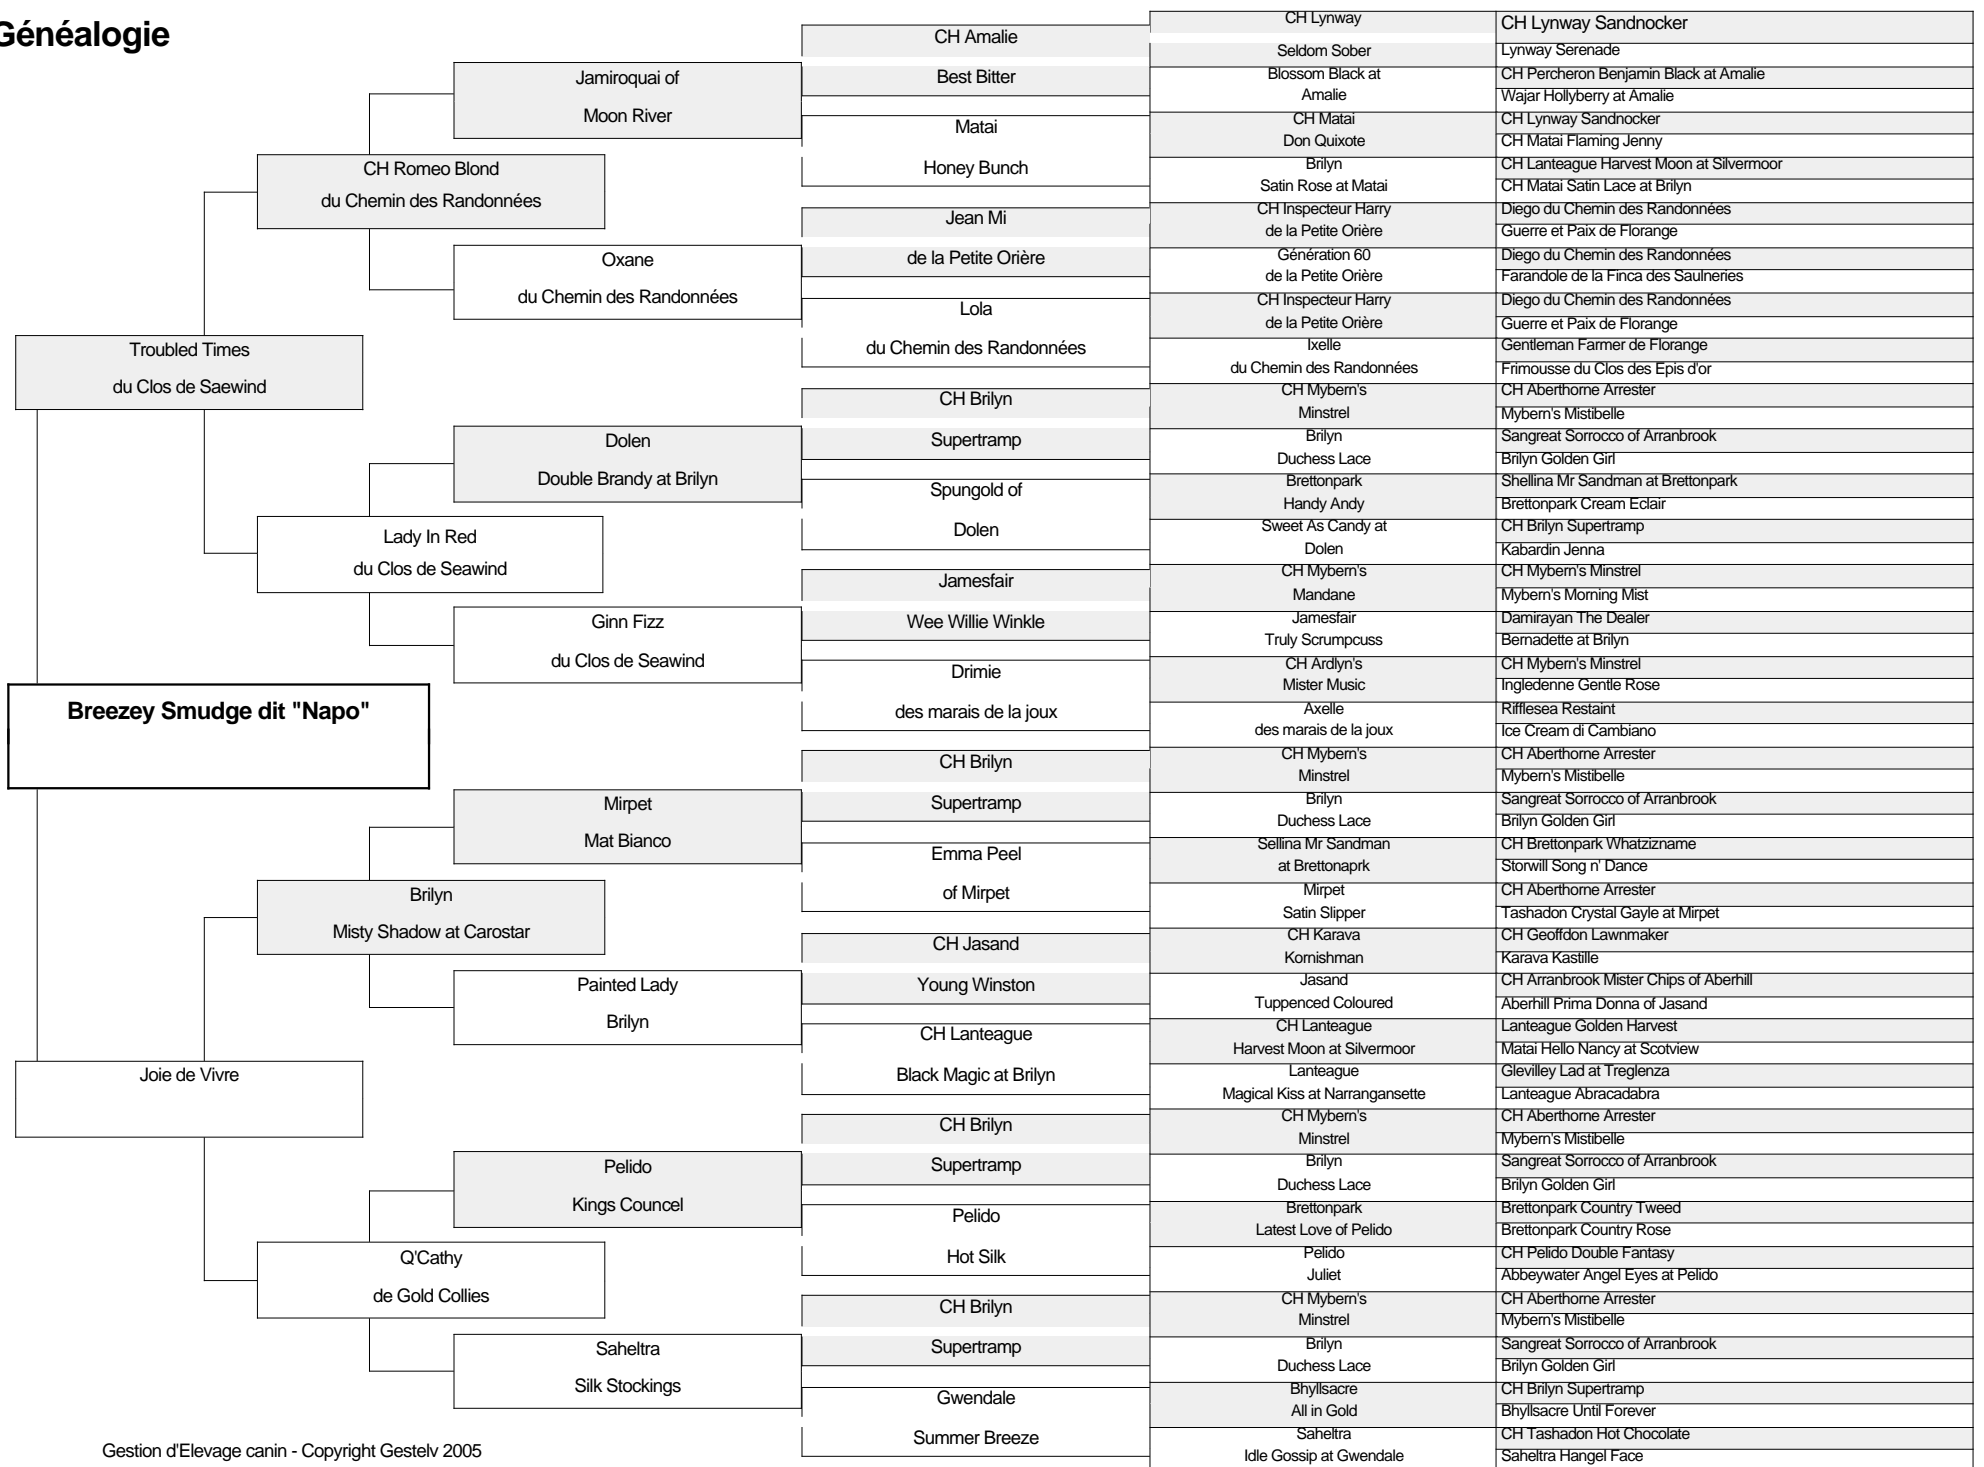 Généalogie
Breezey Smudge dit "Napo"
Troubled Times
du Clos de Saewind
Joie de Vivre
CH Romeo Blond
du Chemin des Randonnées
Lady In Red
du Clos de Seawind
Brilyn
Misty Shadow at Carostar
Q'Cathy
de Gold Collies
Jamiroquai of
Moon River
Oxane
du Chemin des Randonnées
Dolen
Double Brandy at Brilyn
Ginn Fizz
du Clos de Seawind
Mirpet
Mat Bianco
Painted Lady
Brilyn
Pelido
Kings Councel
Saheltra
Silk Stockings
CH Amalie
Best Bitter
Matai
Honey Bunch
Jean Mi
de la Petite Orière
Lola
du Chemin des Randonnées
CH Brilyn
Supertramp
Spungold of
Dolen
Jamesfair
Wee Willie Winkle
Drimie
des marais de la joux
CH Brilyn
Supertramp
Emma Peel
of Mirpet
CH Jasand
Young Winston
CH Lanteague
Black Magic at Brilyn
CH Brilyn
Supertramp
Pelido
Hot Silk
CH Brilyn
Supertramp
Gwendale
Summer Breeze
CH Lynway
Seldom Sober
Blossom Black at
Amalie
CH Matai
Don Quixote
Brilyn
Satin Rose at Matai
CH Inspecteur Harry
de la Petite Orière
Génération 60
de la Petite Orière
CH Inspecteur Harry
de la Petite Orière
Ixelle
du Chemin des Randonnées
CH Mybern's
Minstrel
Brilyn
Duchess Lace
Brettonpark
Handy Andy
Sweet As Candy at
Dolen
CH Mybern's
Mandane
Jamesfair
Truly Scrumpcuss
CH Ardlyn's
Mister Music
Axelle
des marais de la joux
CH Mybern's
Minstrel
Brilyn
Duchess Lace
Sellina Mr Sandman
at Brettonaprk
Mirpet
Satin Slipper
CH Karava
Kornishman
Jasand
Tuppenced Coloured
CH Lanteague
Harvest Moon at Silvermoor
Lanteague
Magical Kiss at Narrangansette
CH Mybern's
Minstrel
Brilyn
Duchess Lace
Brettonpark
Latest Love of Pelido
Pelido
Juliet
CH Mybern's
Minstrel
Brilyn
Duchess Lace
Bhyllsacre
All in Gold
Saheltra
Idle Gossip at Gwendale
CH Lynway Sandnocker
Lynway Serenade
CH Percheron Benjamin Black at Amalie
Wajar Hollyberry at Amalie
CH Lynway Sandnocker
CH Matai Flaming Jenny
CH Lanteague Harvest Moon at Silvermoor
CH Matai Satin Lace at Brilyn
Diego du Chemin des Randonnées
Guerre et Paix de Florange
Diego du Chemin des Randonnées
Farandole de la Finca des Saulneries
Diego du Chemin des Randonnées
Guerre et Paix de Florange
Gentleman Farmer de Florange
Frimousse du Clos des Epis d'or
CH Aberthorne Arrester
Mybern's Mistibelle
Sangreat Sorrocco of Arranbrook
Brilyn Golden Girl
Shellina Mr Sandman at Brettonpark
Brettonpark Cream Eclair
CH Brilyn Supertramp
Kabardin Jenna
CH Mybern's Minstrel
Mybern's Morning Mist
Damirayan The Dealer
Bernadette at Brilyn
CH Mybern's Minstrel
Ingledenne Gentle Rose
Rifflesea Restaint
Ice Cream di Cambiano
CH Aberthorne Arrester
Mybern's Mistibelle
Sangreat Sorrocco of Arranbrook
Brilyn Golden Girl
CH Brettonpark Whatzizname
Storwill Song n' Dance
CH Aberthorne Arrester
Tashadon Crystal Gayle at Mirpet
CH Geoffdon Lawnmaker
Karava Kastille
CH Arranbrook Mister Chips of Aberhill
Aberhill Prima Donna of Jasand
Lanteague Golden Harvest
Matai Hello Nancy at Scotview
Glevilley Lad at Treglenza
Lanteague Abracadabra
CH Aberthorne Arrester
Mybern's Mistibelle
Sangreat Sorrocco of Arranbrook
Brilyn Golden Girl
Brettonpark Country Tweed
Brettonpark Country Rose
CH Pelido Double Fantasy
Abbeywater Angel Eyes at Pelido
CH Aberthorne Arrester
Mybern's Mistibelle
Sangreat Sorrocco of Arranbrook
Brilyn Golden Girl
CH Brilyn Supertramp
Bhyllsacre Until Forever
CH Tashadon Hot Chocolate
Saheltra Hangel Face
Gestion d'Elevage canin - Copyright Gestelv 2005